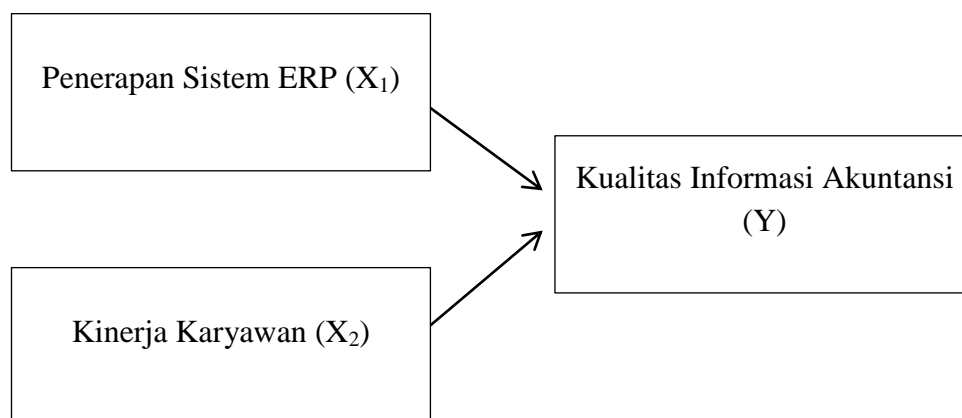 Penerapan Sistem ERP (X₁)
Kualitas Informasi Akuntansi
(Y)
Kinerja Karyawan (X₂)